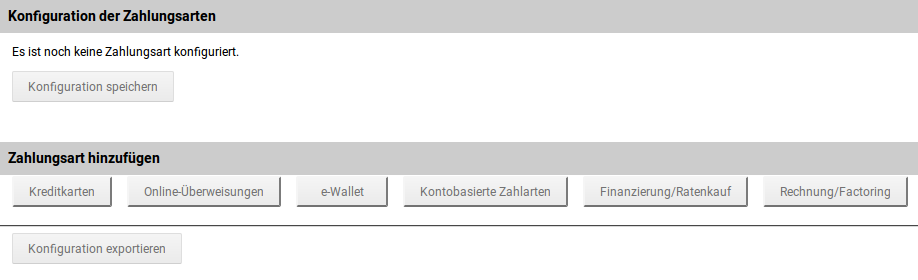 Konfiguration der Zahlungsarten
Es ist noch keine Zahlungsart konfiguriert.
Konfiguration speichern
Zahlungsart hinzufügen
Kreditkarten Online-Überweisungen e-Wallet Kontobasierte Zahlarten Finanzierung/Ratenkauf Rechnung/Factoring
Konfiguration exportieren